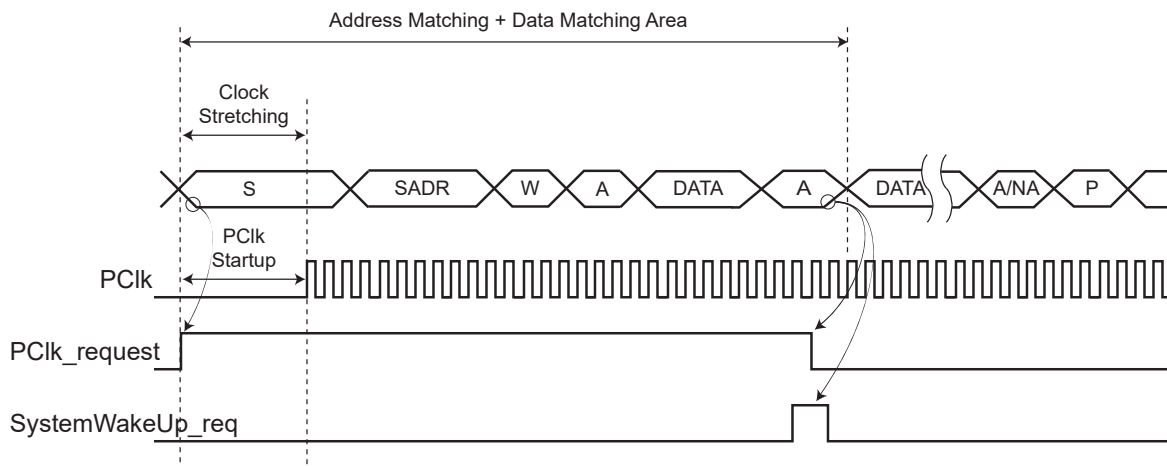 Address Matching + Data Matching Area
Clock
Stretching
S
SADR
W
A
DATA
A
DATA
A/NA
P
PClk
Startup
PClk
PClk_request
SystemWakeUp_req